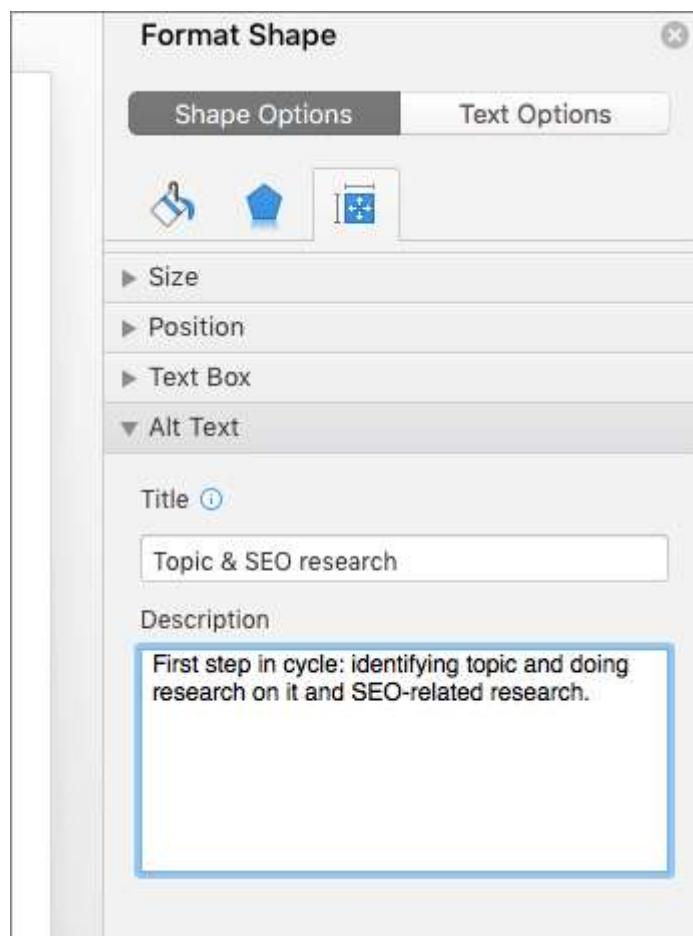 Format Shape
Shape Options
Text Options
Size
Position
Text Box
Alt Text
Title
Topic & SEO research
Description
First step in cycle: identifying topic and doing
research on it and SEO-related research.